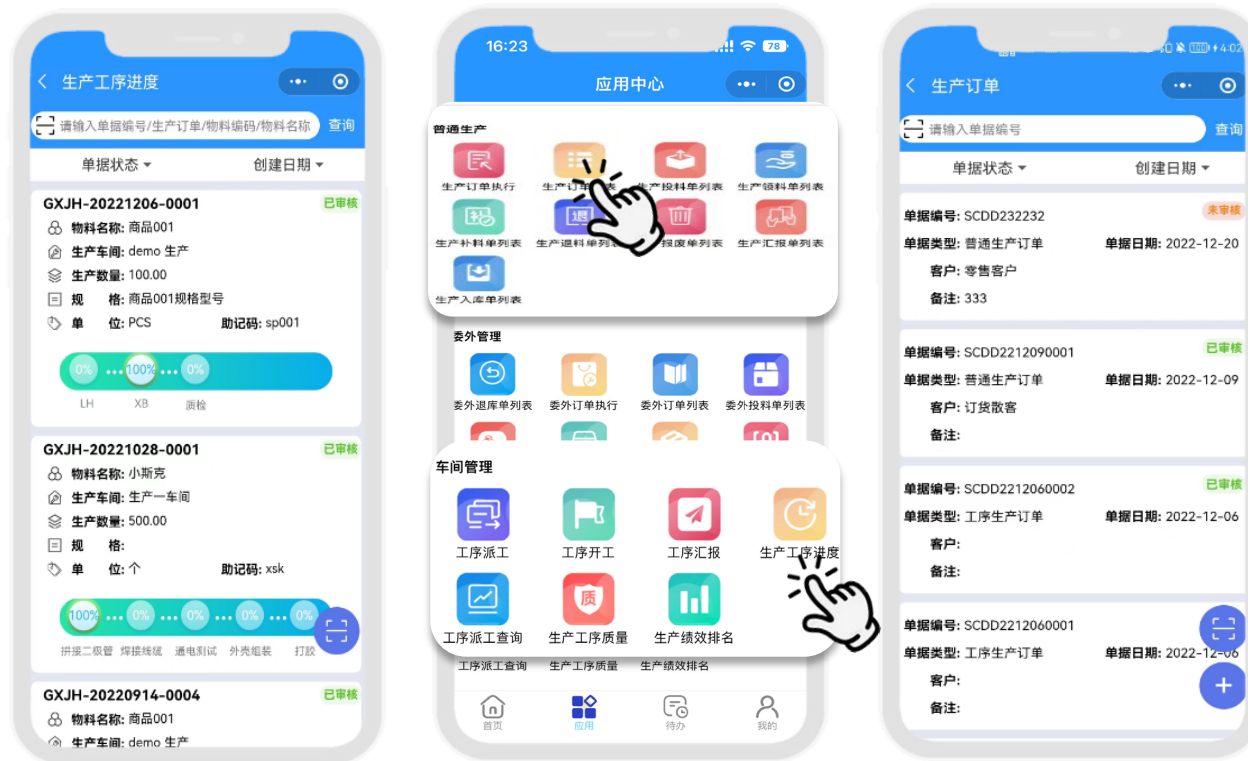 生产工序进度
请输入单据编号/生产订单/物料编码/物料名称 查询
单据状态 创建日期
GXJH-20221206-0001 已审核
物料名称: 商品001
生产车间: demo 生产
生产数量: 100.00
规 格: 商品001规格型号
单 位: PCS 助记码: sp001
0% 100% 0%
LH XB 质检
GXJH-20221028-0001 已审核
物料名称: 小斯克
生产车间: 生产一车间
生产数量: 500.00
规 格:
单 位: 个 助记码: xsk
100% 0% 0% 0% 0%
拼接二极管 焊接线缆 通电测试 外壳组装 打胶
GXJH-20220914-0004 已审核
物料名称: 商品001
生产车间: demo 生产
16:23 78
应用中心
普通生产
生产订单执行 生产订单 表 生产投料单列表 生产领料单列表
补 退
生产补料单列表 生产退料单列 报废单列表 生产汇报单列表
生产入库单列表
委外管理
委外退库单列表 委外订单执行 委外订单列表 委外投料单列表
车间管理
工序派工 工序开工 工序汇报 生产工序进度
质
工序派工查询 生产工序质量 生产绩效排名
工序派工查询 生产工序质量 生产绩效排名
首页 应用 待办 我的
100 4:02
生产订单
请输入单据编号 查询
单据状态 创建日期
未审核
单据编号: SCDD232232
单据类型: 普通生产订单 单据日期: 2022-12-20
客户: 零售客户
备注: 333
单据编号: SCDD2212090001 已审核
单据类型: 普通生产订单 单据日期: 2022-12-09
客户: 订货散客
备注:
单据编号: SCDD2212060002 已审核
单据类型: 工序生产订单 单据日期: 2022-12-06
客户:
备注:
单据编号: SCDD2212060001
单据类型: 工序生产订单 单据日期: 2022-12-06
客户:
备注: